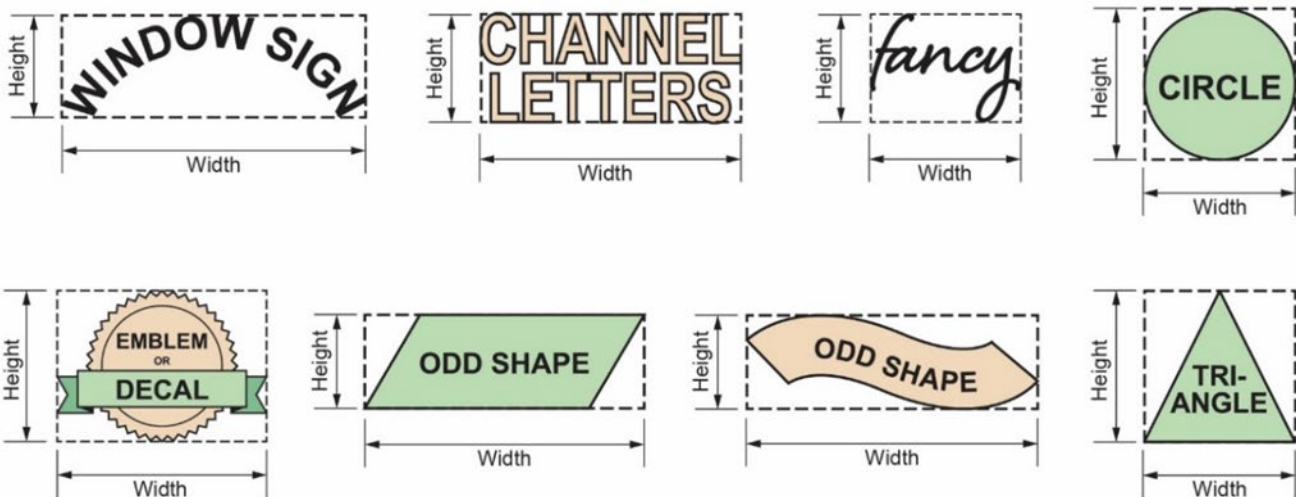 Height
WINDOW SIGN
Width
Height
CHANNEL
LETTERS
Width
Height
fancy
Width
Height
CIRCLE
Width
Height
EMBLEM
OR
DECAL
Width
Height
ODD SHAPE
Width
Height
ODD SHAPE
Width
Height
TRI-
ANGLE
Width